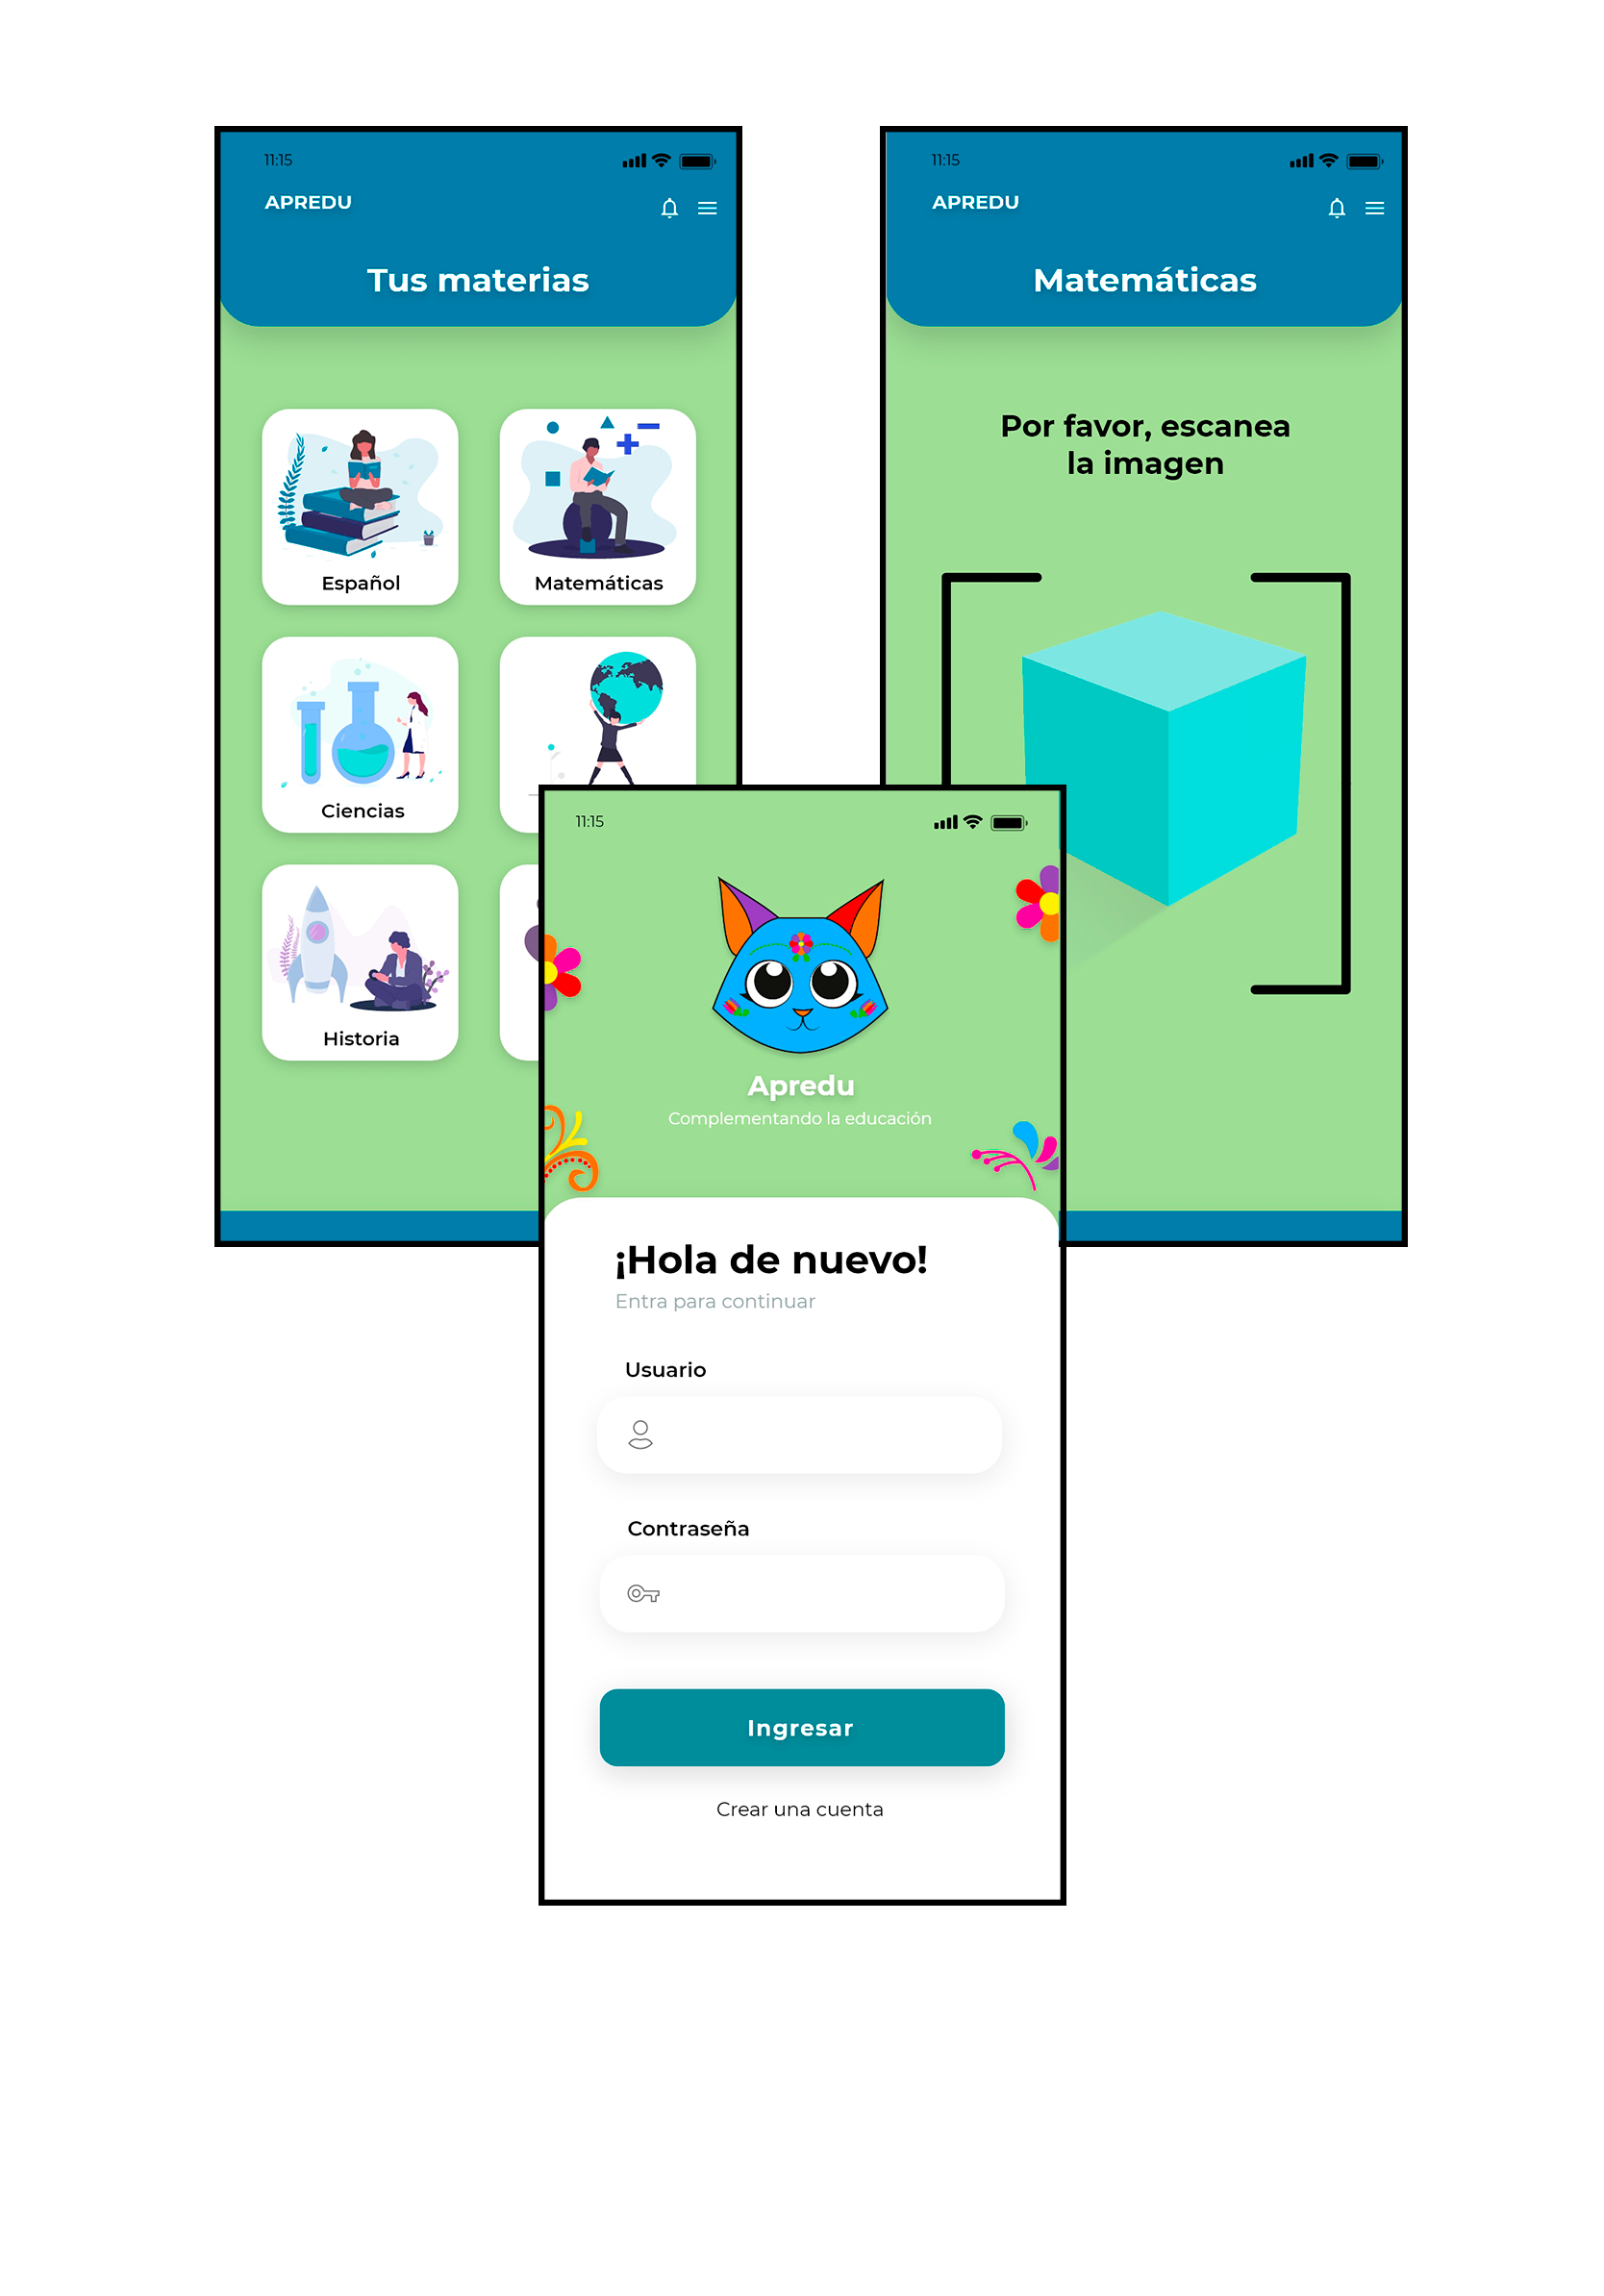 11:15
APREDU
Tus materias
Español
Matemáticas
Ciencias
Historia
11:15
APREDU
Matemáticas
Por favor, escanea
la imagen
11:15
Apredu
Complementando la educación
¡Hola de nuevo!
Entra para continuar
Usuario
Contraseña
Ingresar
Crear una cuenta